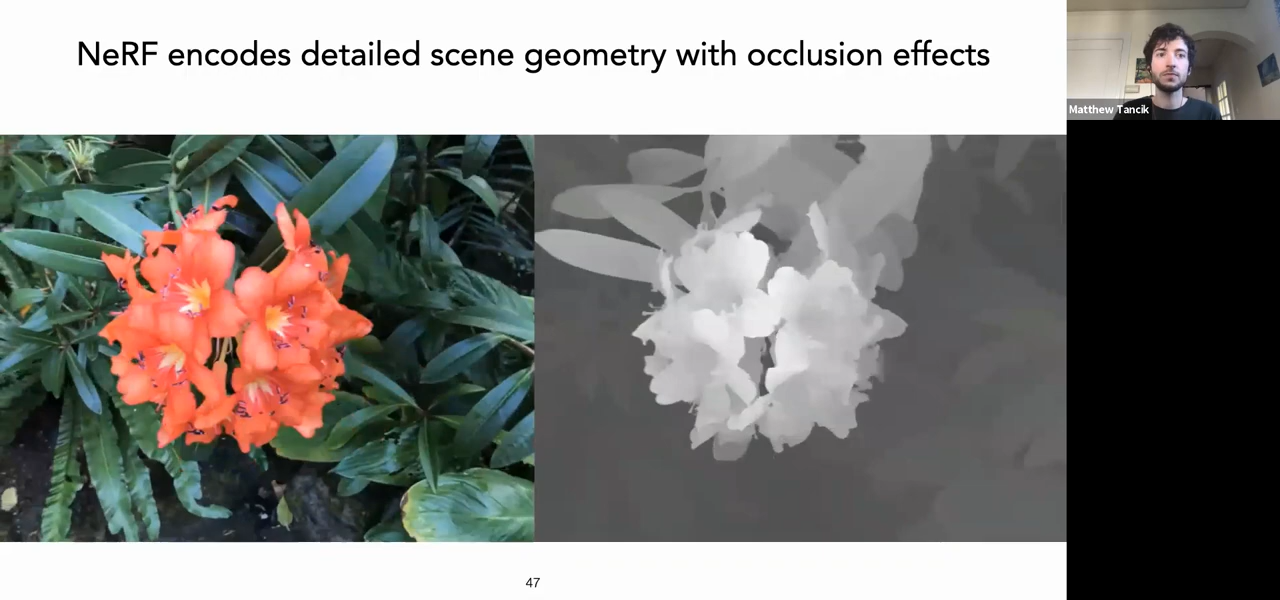 NeRF encodes detailed scene geometry with occlusion effects
Matthew Tancik
47